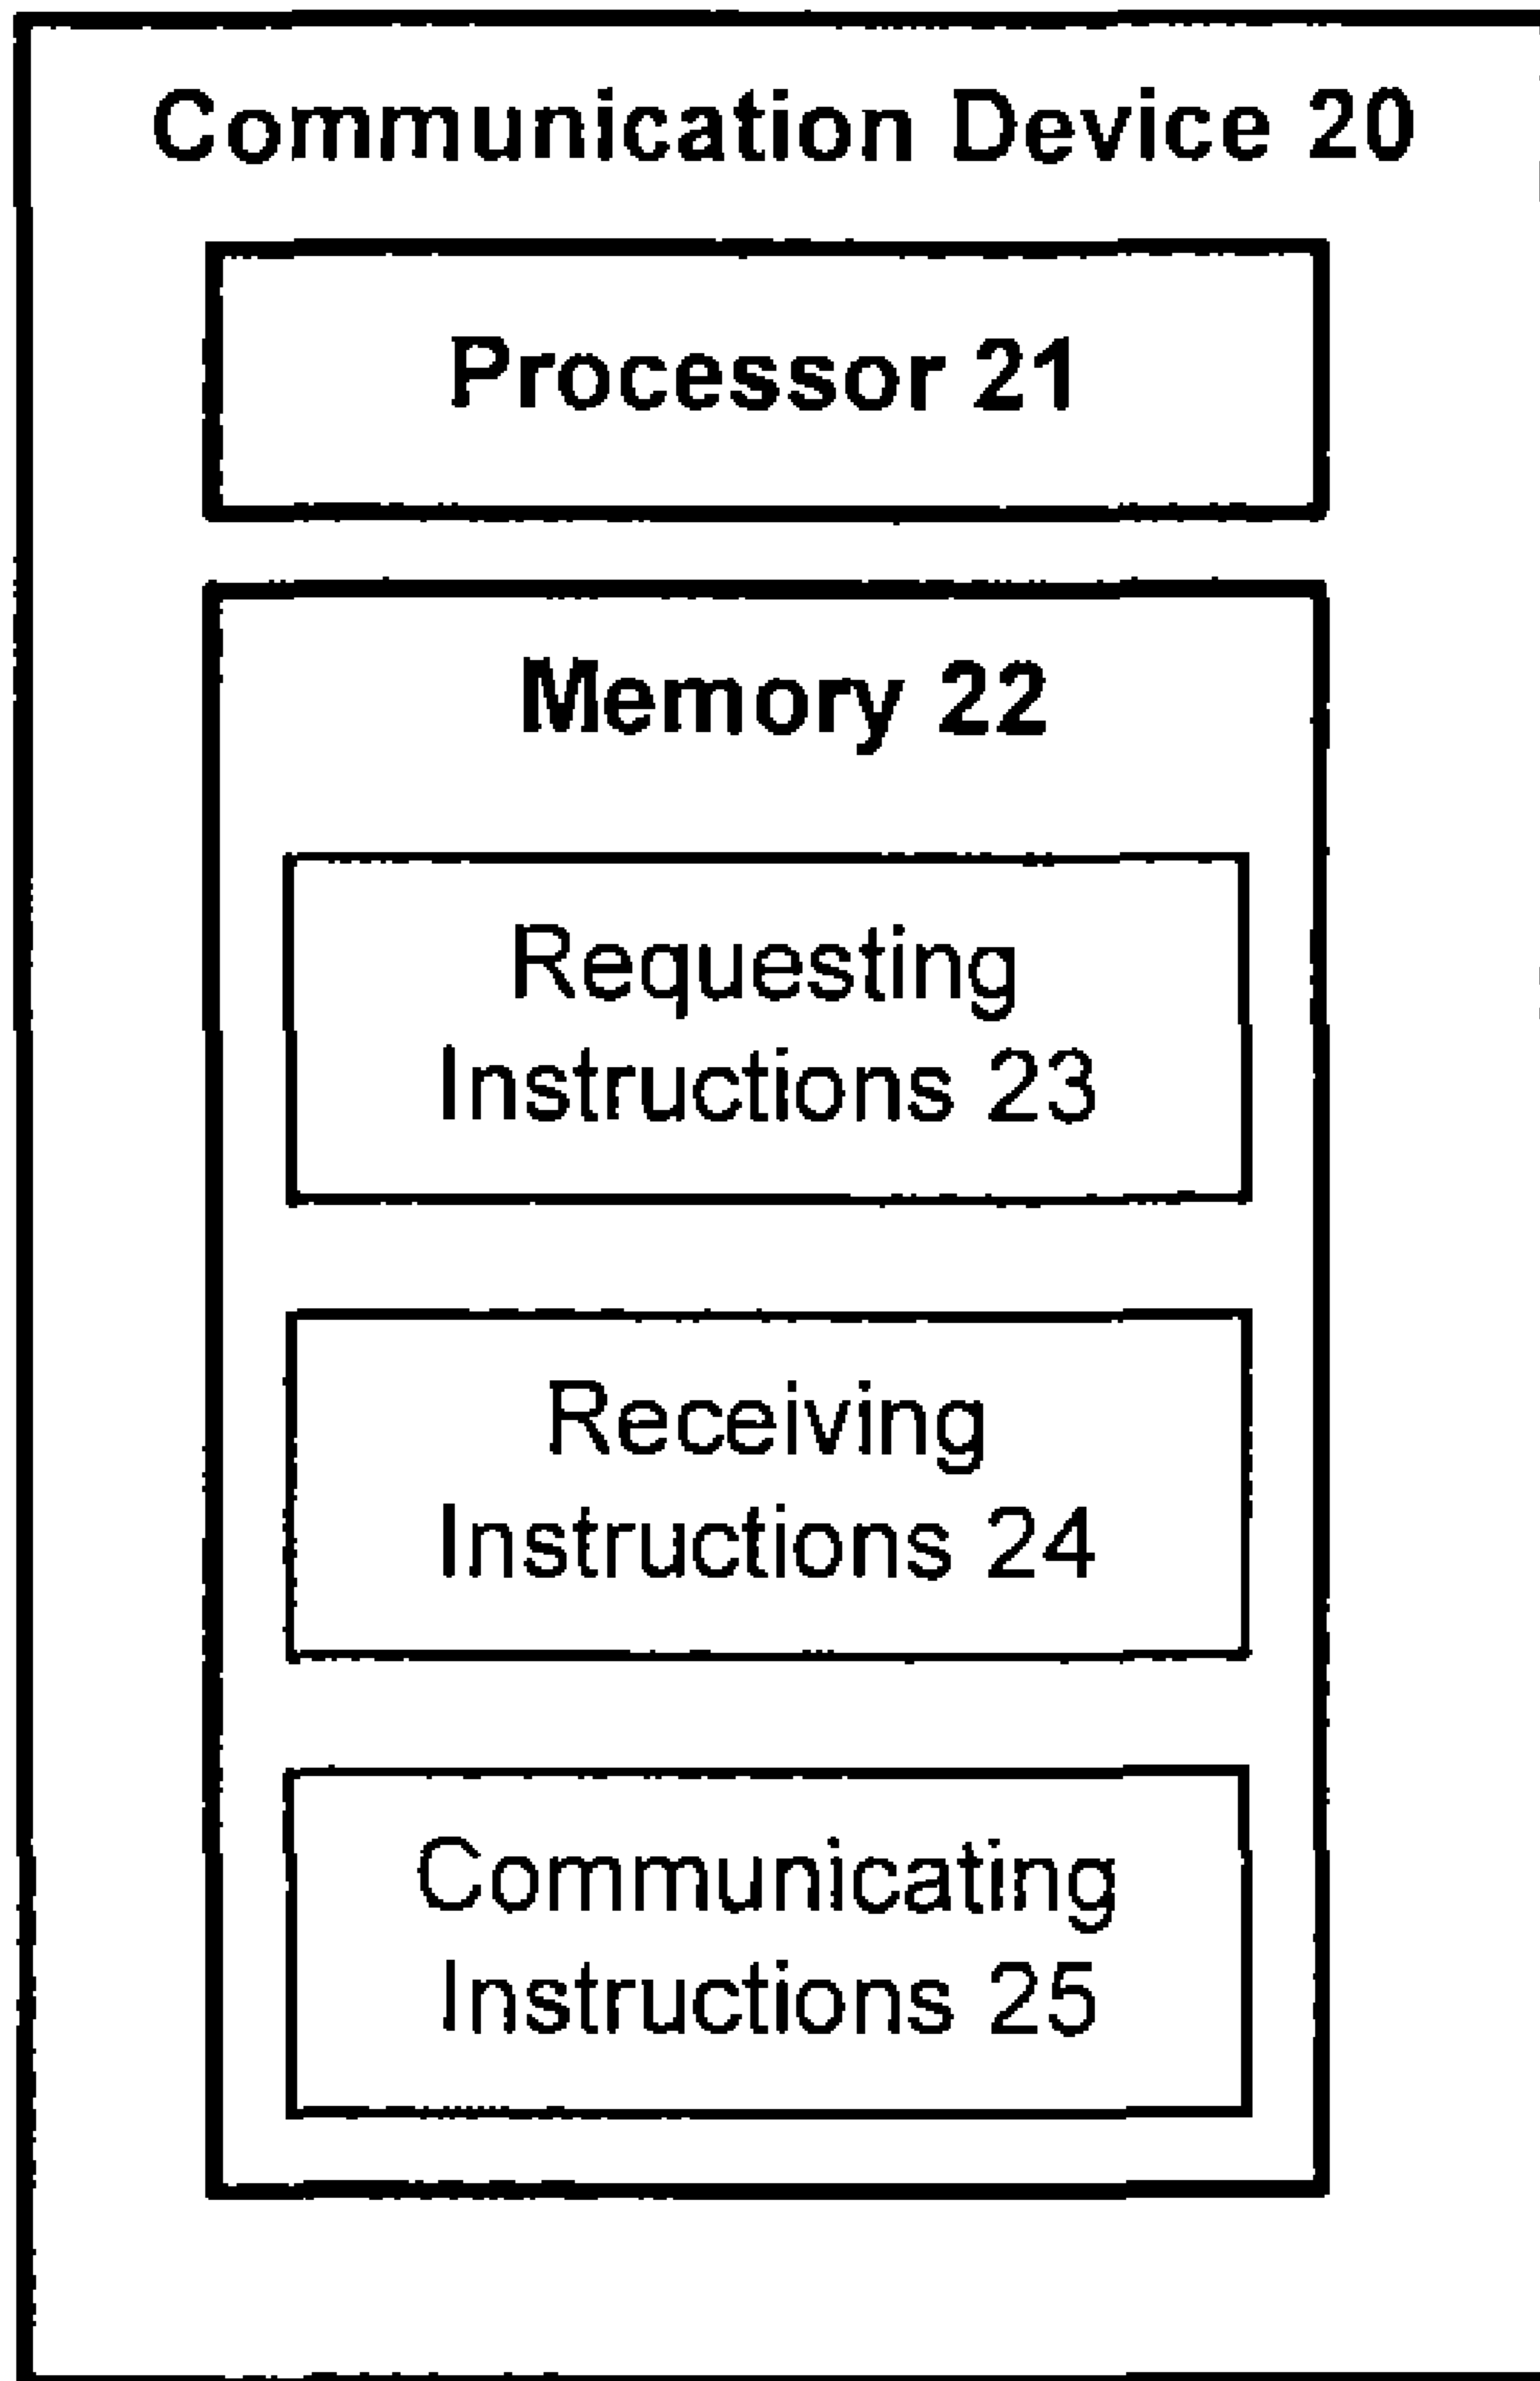 Communication Device 20
Processor 21
Memory 22
Requesting
Instructions 23
Receiving
Instructions 24
Communicating
Instructions 25